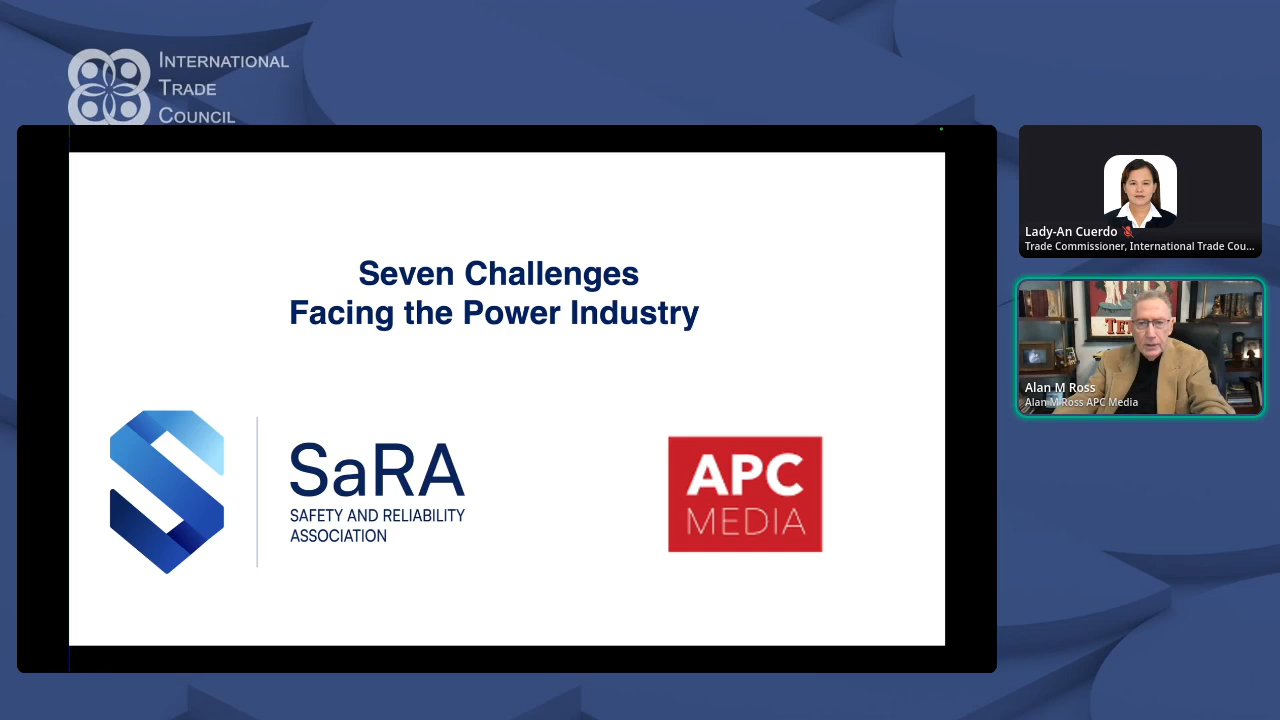 INTERNATIONAL
TRADE
COUNCIL
Seven Challenges
Facing the Power Industry
SaRA
SAFETY AND RELIABILITY
ASSOCIATION
APC
MEDIA
Lady-An Cuerdo
Trade Commissioner, International Trade Cou...
Alan M Ross
Alan M Ross APC Media